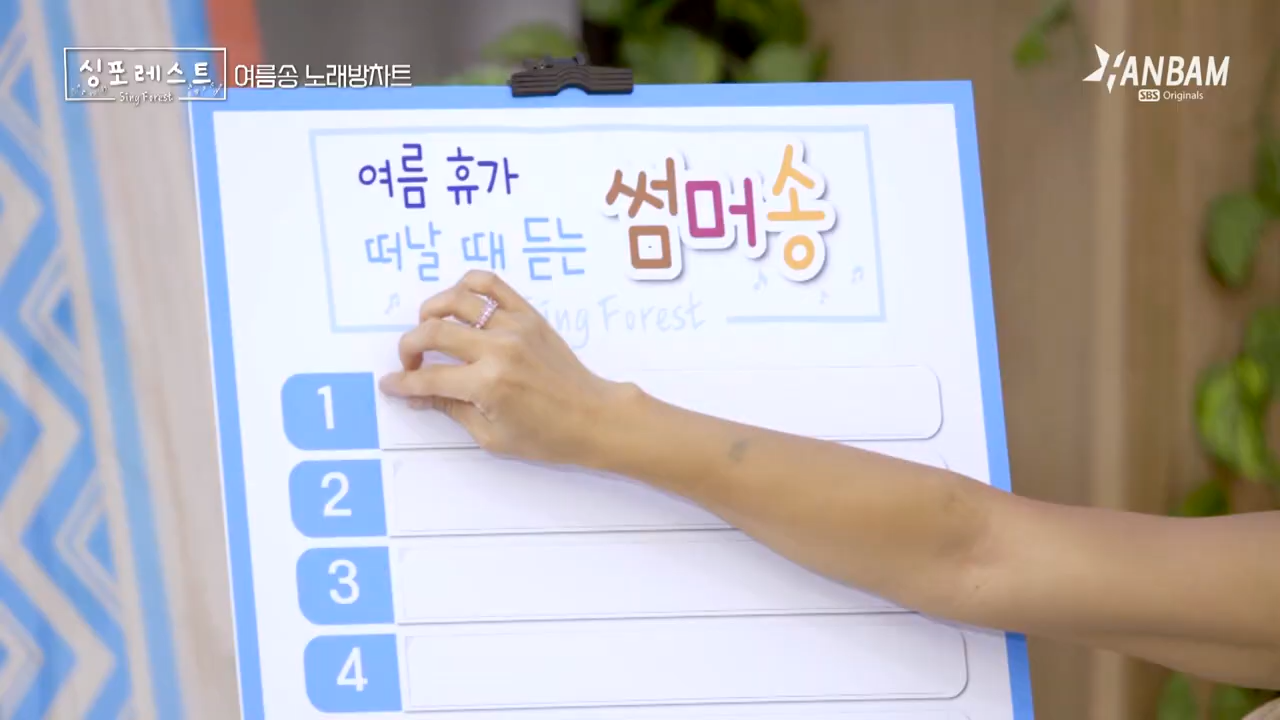 싱포레스트
Sing Forest
여름송 노래방차트
HANBAM
SBS Originals
여름 휴가
떠날 때 듣는
썸머송
Sing Forest
1
2
3
4